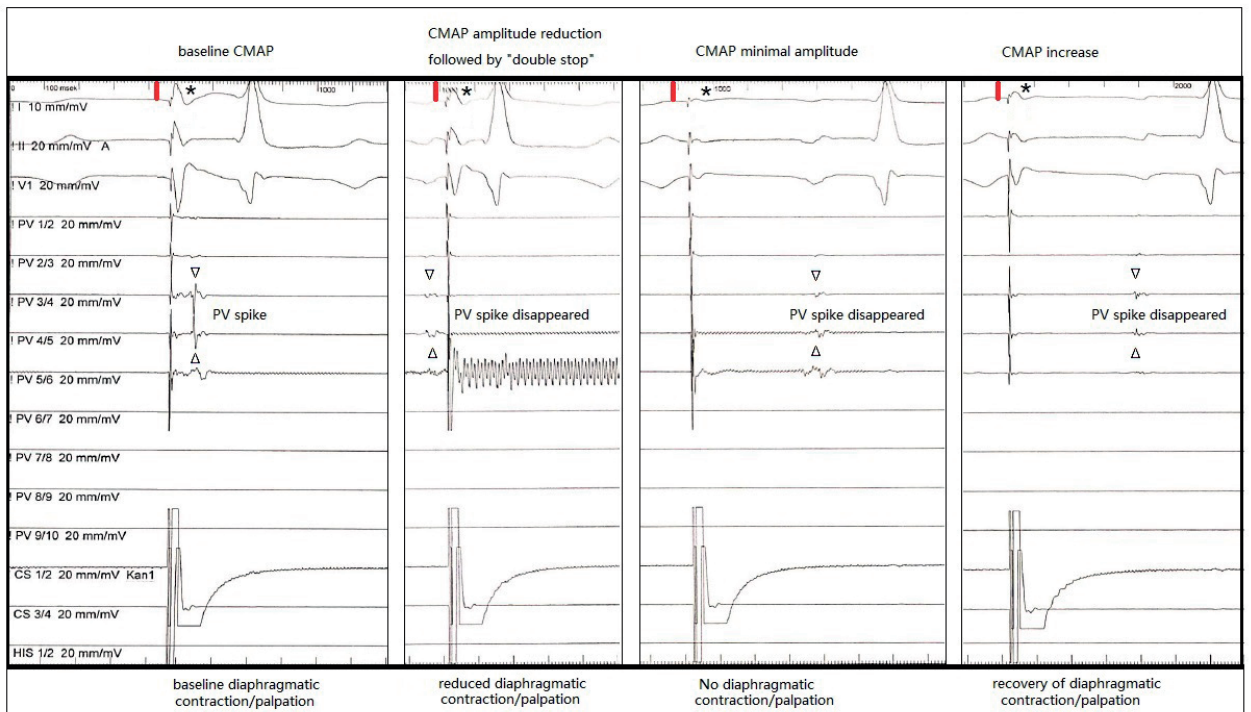 baseline CMAP
CMAP amplitude reduction
followed by "double stop"
CMAP minimal amplitude
CMAP increase
0 100 msek 1000
* * * *
1000
2000
! I 10 mm/mV
! II 20 mm/mV A
! V1 20 mm/mV
! PV 1/2 20 mm/mV
! PV 2/3 20 mm/mV
! PV 3/4 20 mm/mV
PV spike
PV spike disappeared
PV spike disappeared
PV spike disappeared
! PV 4/5 20 mm/mV
! PV 5/6 20 mm/mV
! PV 6/7 20 mm/mV
! PV 7/8 20 mm/mV
! PV 8/9 20 mm/mV
! PV 9/10 20 mm/mV
CS 1/2 20 mm/mV Kan1
CS 3/4 20 mm/mV
HIS 1/2 20 mm/mV
baseline diaphragmatic
contraction/palpation
reduced diaphragmatic
contraction/palpation
No diaphragmatic
contraction/palpation
recovery of diaphragmatic
contraction/palpation